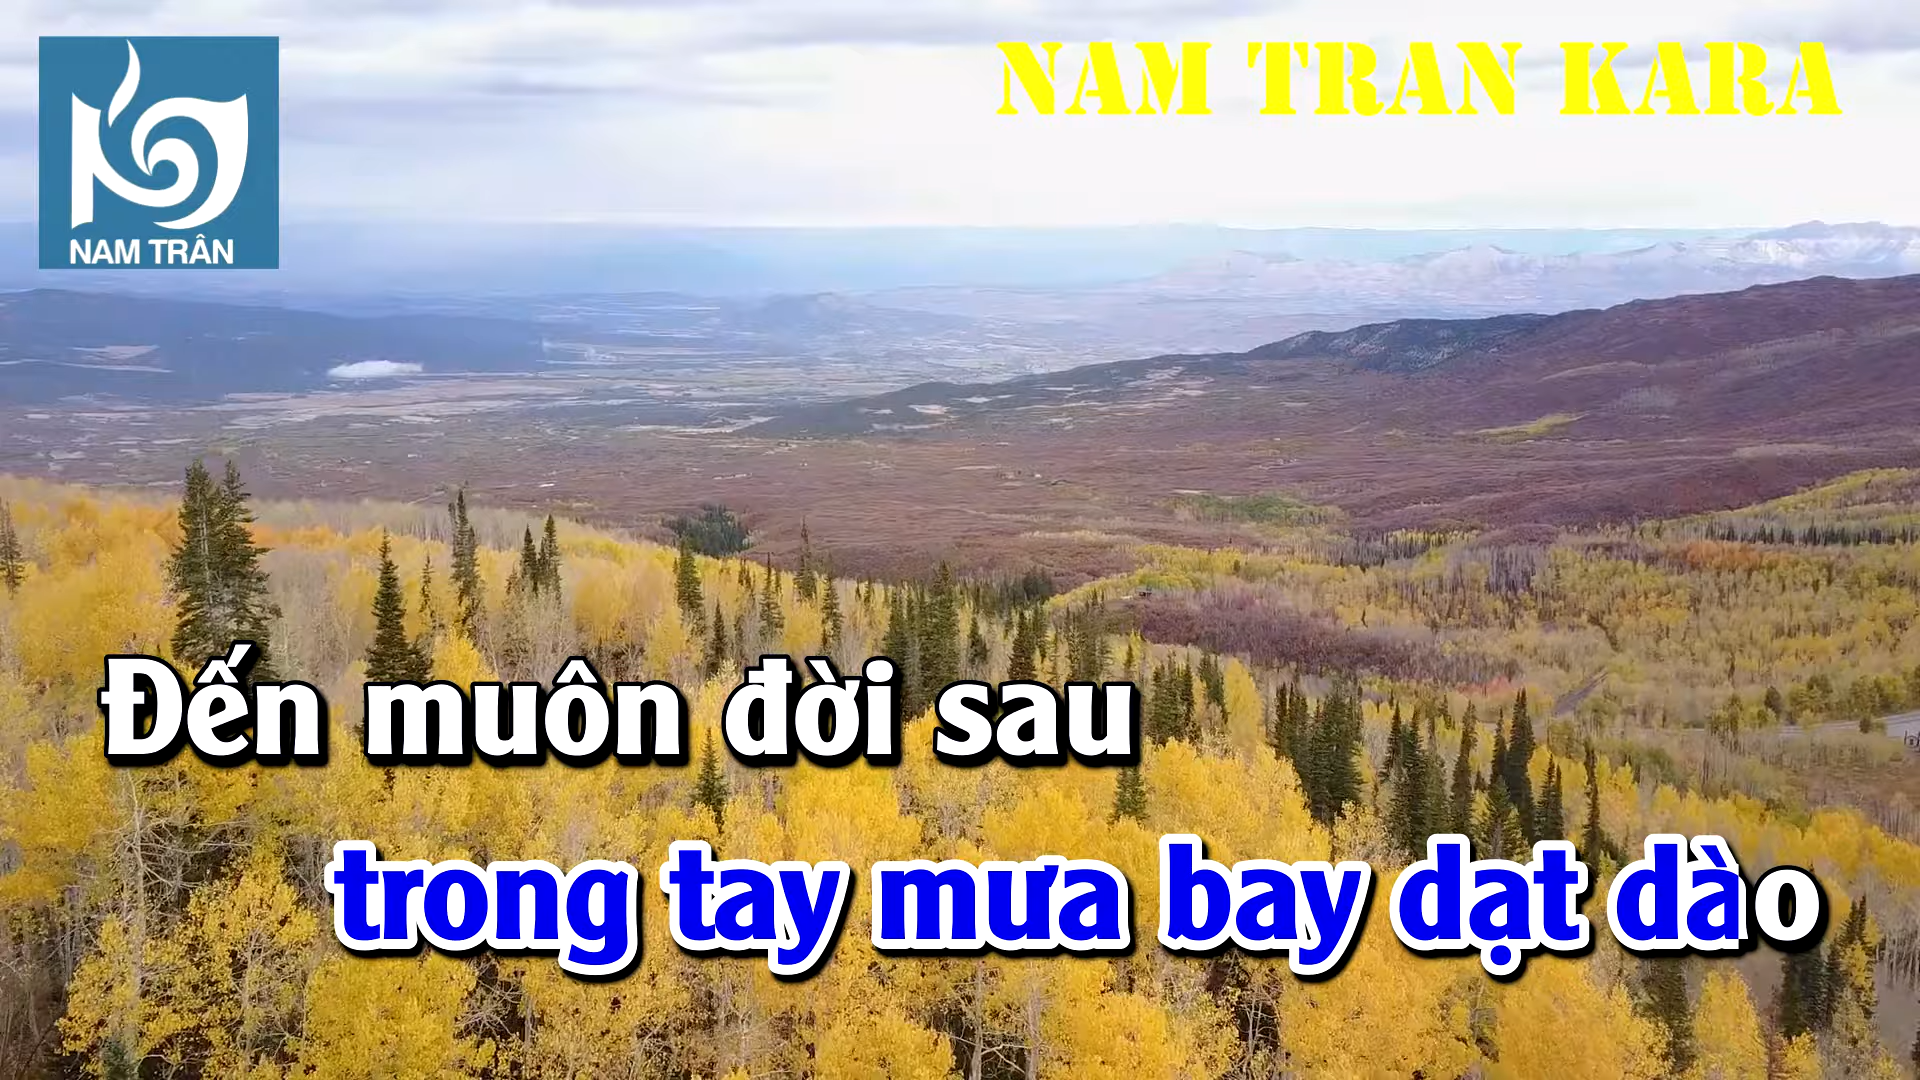 NAM TRAN KARA
NAM TRÂN
Đến muôn đời sau
trong tay mưa bay dạt dào